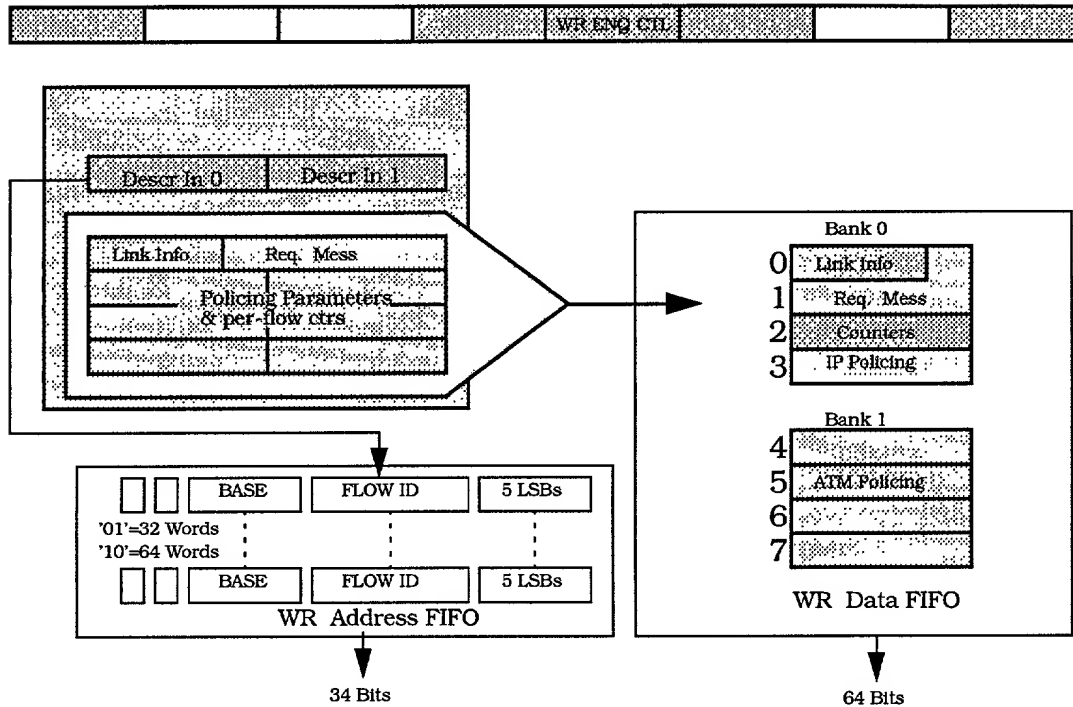 WR ENG CTL
Descr In 0 Descr In 1
Link Info Req. Mess
Policing Parameters
& per-flow ctrs
Bank 0
0 Link Info
1 Req. Mess
2 Counters
3 IP Policing
Bank 1
4
5 ATM Policing
6
7
WR Data FIFO
64 Bits
BASE FLOW ID 5 LSBs
'01'=32 Words
'10'=64 Words
BASE FLOW ID 5 LSBs
WR Address FIFO
34 Bits